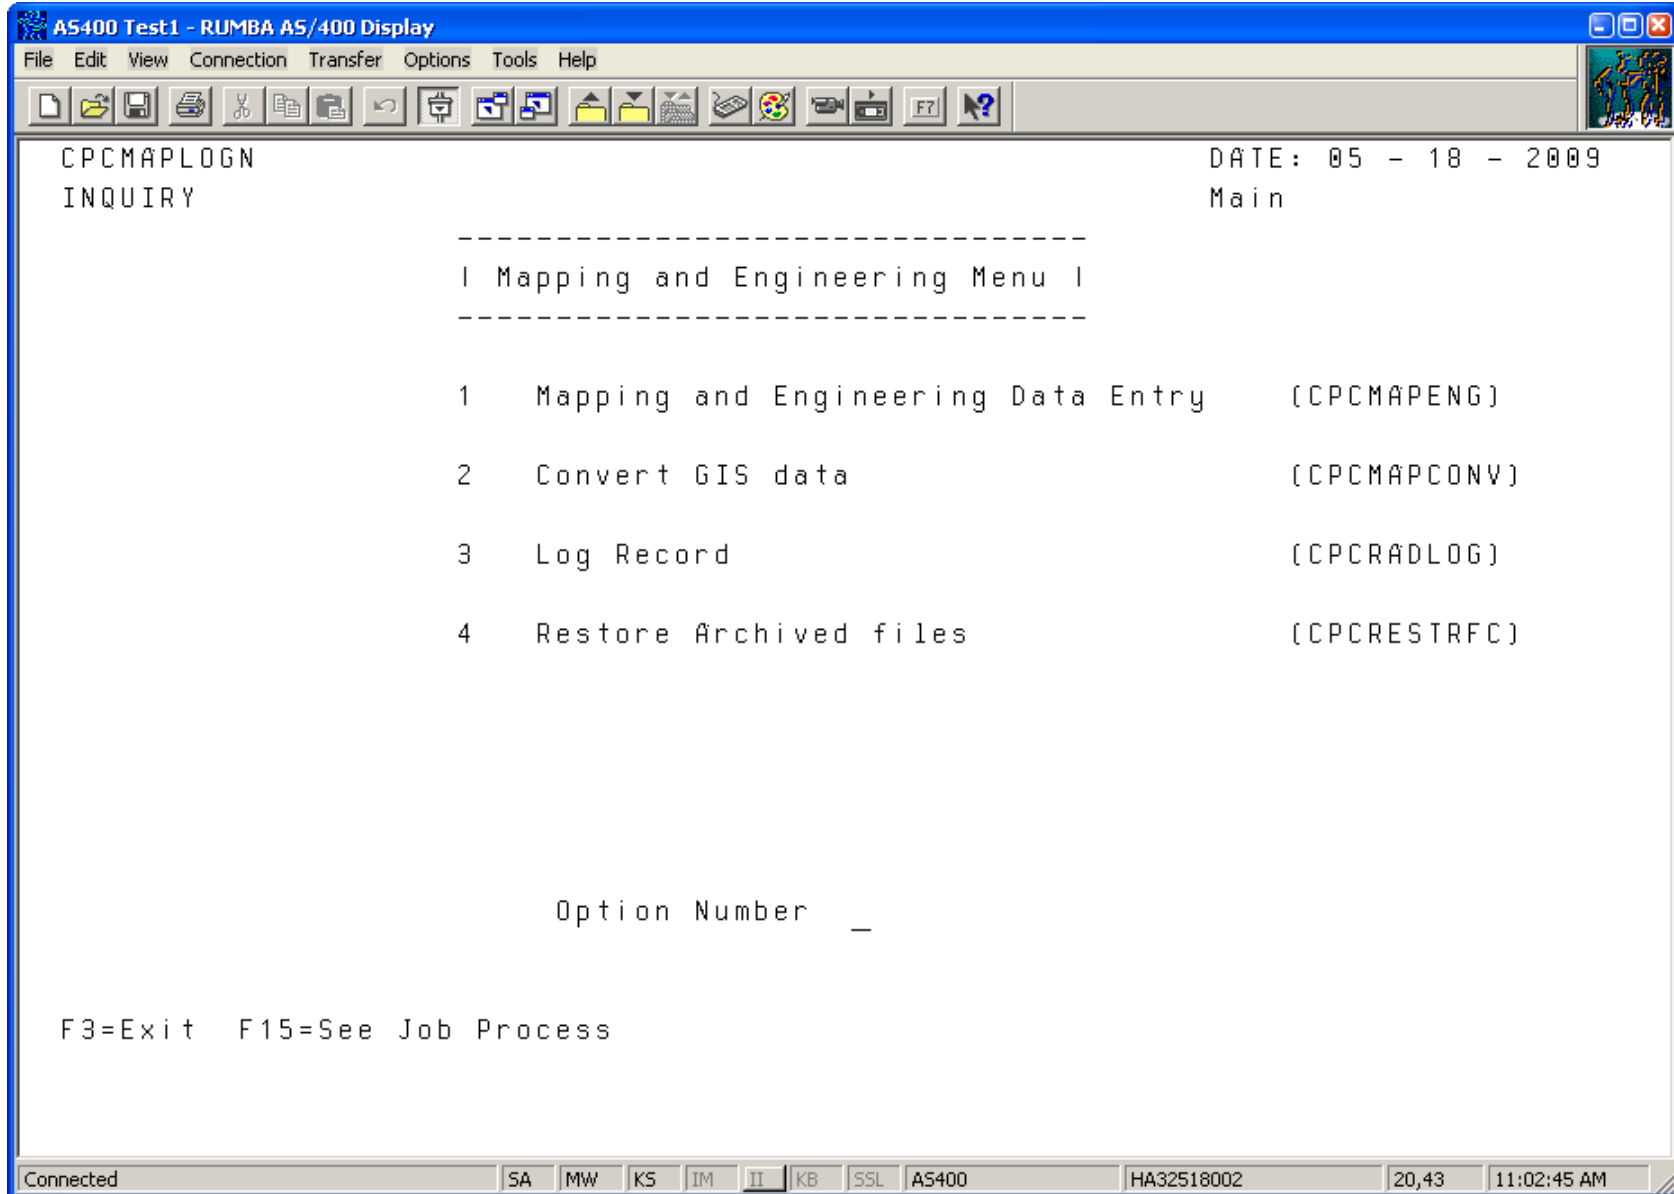 AS400 Test1 - RUMBA AS/400 Display
File Edit View Connection Transfer Options Tools Help
F7
CPCMAPLOGN DATE: 05 - 18 - 2009
INQUIRY Main
--------------------------------
| Mapping and Engineering Menu |
--------------------------------
1 Mapping and Engineering Data Entry (CPCMAPENG)
2 Convert GIS data (CPCMAPCONV)
3 Log Record (CPCRADLOG)
4 Restore Archived files (CPCRESTRFC)
Option Number _
F3=Exit F15=See Job Process
Connected SA MW KS IM II KB SSL AS400 HA32518002 20,43 11:02:45 AM